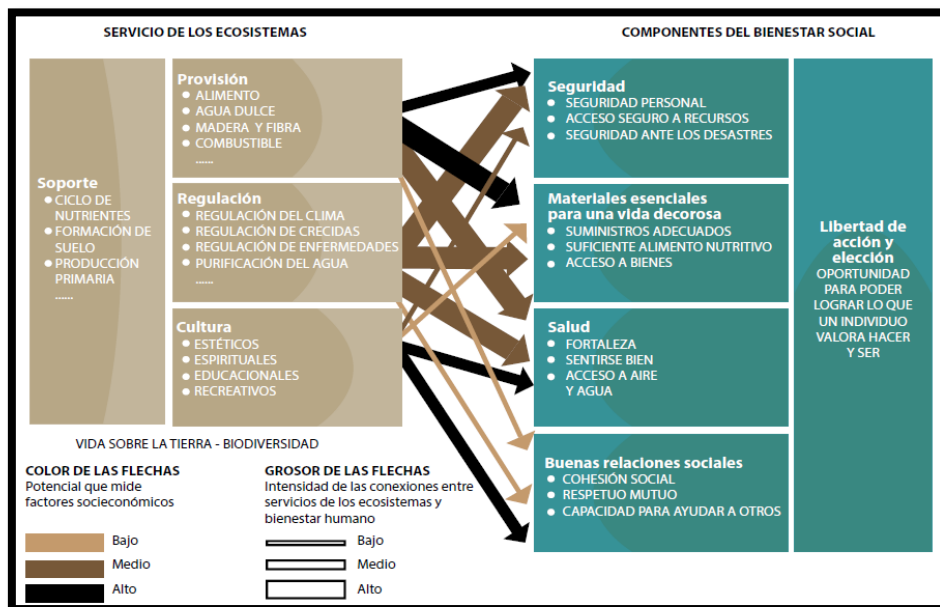 SERVICIO DE LOS ECOSISTEMAS
Soporte
● CICLO DE
NUTRIENTES
● FORMACIÓN DE
SUELO
● PRODUCCIÓN
PRIMARIA
......
Provisión
● ALIMENTO
● AGUA DULCE
● MADERA Y FIBRA
● COMBUSTIBLE
......
Regulación
● REGULACIÓN DEL CLIMA
● REGULACIÓN DE CRECIDAS
● REGULACIÓN DE ENFERMEDADES
● PURIFICACIÓN DEL AGUA
......
Cultura
● ESTÉTICOS
● ESPIRITUALES
● EDUCACIONALES
● RECREATIVOS
VIDA SOBRE LA TIERRA - BIODIVERSIDAD
COMPONENTES DEL BIENESTAR SOCIAL
Seguridad
● SEGURIDAD PERSONAL
● ACCESO SEGURO A RECURSOS
● SEGURIDAD ANTE LOS DESASTRES
Materiales esenciales
para una vida decorosa
● SUMINISTROS ADECUADOS
● SUFICIENTE ALIMENTO NUTRITIVO
● ACCESO A BIENES
Salud
● FORTALEZA
● SENTIRSE BIEN
● ACCESO A AIRE
Y AGUA
Buenas relaciones sociales
● COHESIÓN SOCIAL
● RESPETUO MUTUO
● CAPACIDAD PARA AYUDAR A OTROS
LIbertad de
acción y
elección
OPORTUNIDAD
PARA PODER
LOGRAR LO QUE
UN INDIVIDUO
VALORA HACER
Y SER
COLOR DE LAS FLECHAS
Potencial que mide
factores socieconómicos
Bajo
Medio
Alto
GROSOR DE LAS FLECHAS
Intensidad de las conexiones entre
servicios de los ecosistemas y
bienestar humano
Bajo
Medio
Alto